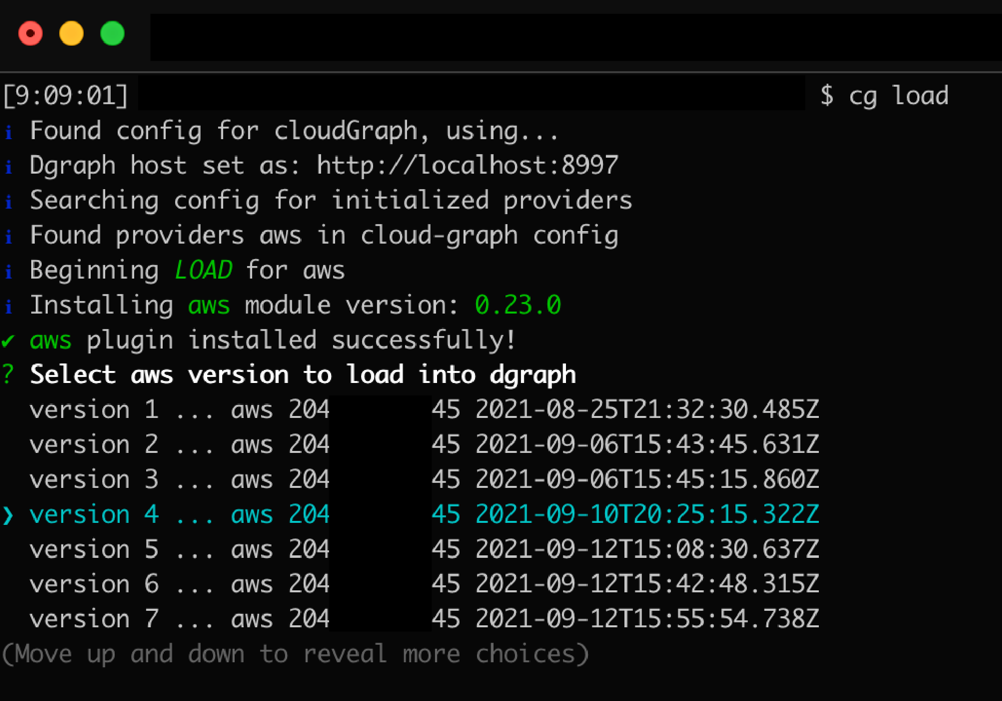 [9:09:01] $ cg load
i Found config for cloudGraph, using...
i Dgraph host set as: http://localhost:8997
i Searching config for initialized providers
i Found providers aws in cloud-graph config
i Beginning LOAD for aws
i Installing aws module version: 0.23.0
✔ aws plugin installed successfully!
? Select aws version to load into dgraph
version 1 ... aws 204 45 2021-08-25T21:32:30.485Z
version 2 ... aws 204 45 2021-09-06T15:43:45.631Z
version 3 ... aws 204 45 2021-09-06T15:45:15.860Z
❯ version 4 ... aws 204 45 2021-09-10T20:25:15.322Z
version 5 ... aws 204 45 2021-09-12T15:08:30.637Z
version 6 ... aws 204 45 2021-09-12T15:42:48.315Z
version 7 ... aws 204 45 2021-09-12T15:55:54.738Z
(Move up and down to reveal more choices)